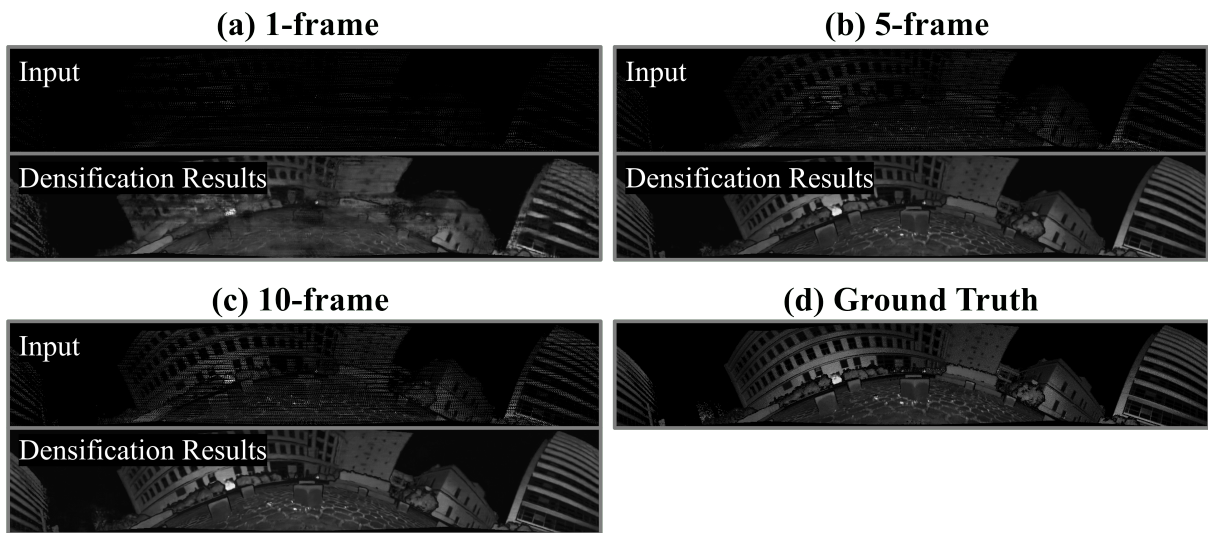 (a) 1-frame
(b) 5-frame
Input
Input
Densification Results
Densification Results
(c) 10-frame
(d) Ground Truth
Input
Densification Results